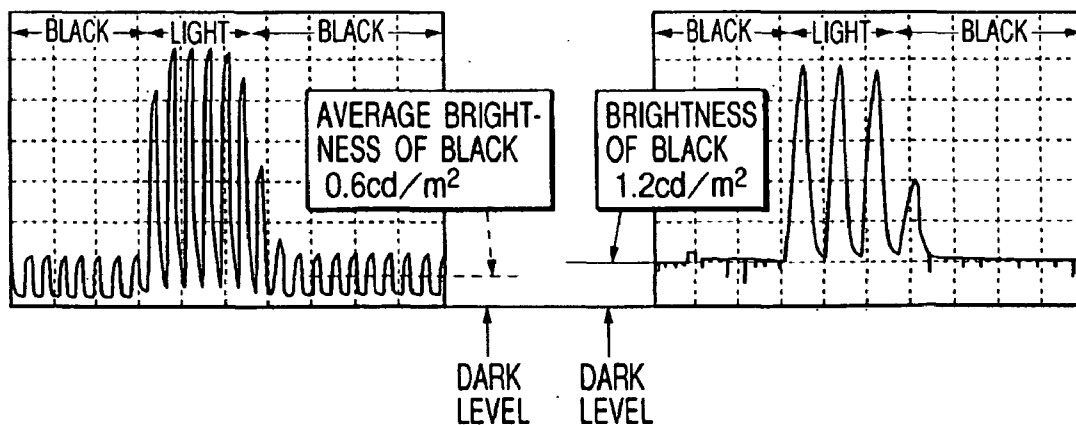 BLACK LIGHT BLACK
BLACK LIGHT BLACK
AVERAGE BRIGHT-
NESS OF BLACK
0.6cd/m²
BRIGHTNESS
OF BLACK
1.2cd/m²
DARK
LEVEL
DARK
LEVEL